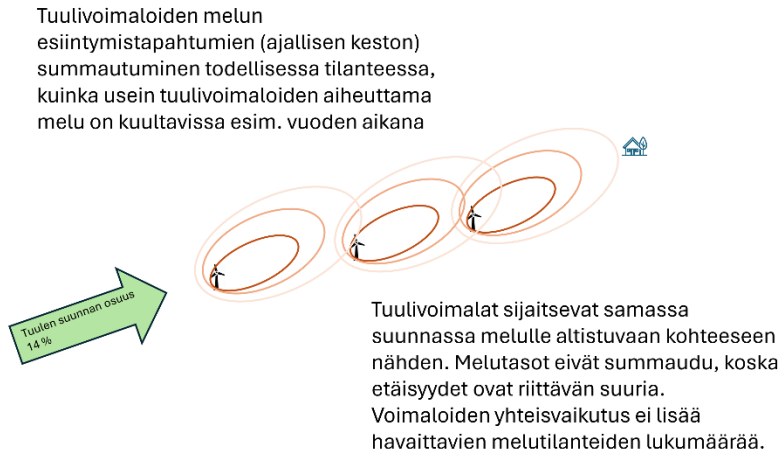 Tuulivoimaloiden melun
esiintymistapahtumien (ajallisen keston)
summautuminen todellisessa tilanteessa,
kuinka usein tuulivoimaloiden aiheuttama
melu on kuultavissa esim. vuoden aikana
Tuulen suunnan osuus
14 %
Tuulivoimalat sijaitsevat samassa
suunnassa melulle altistuvaan kohteeseen
nähden. Melutasot eivät summaudu, koska
etäisyydet ovat riittävän suuria.
Voimaloiden yhteisvaikutus ei lisää
havaittavien melutilanteiden lukumäärää.